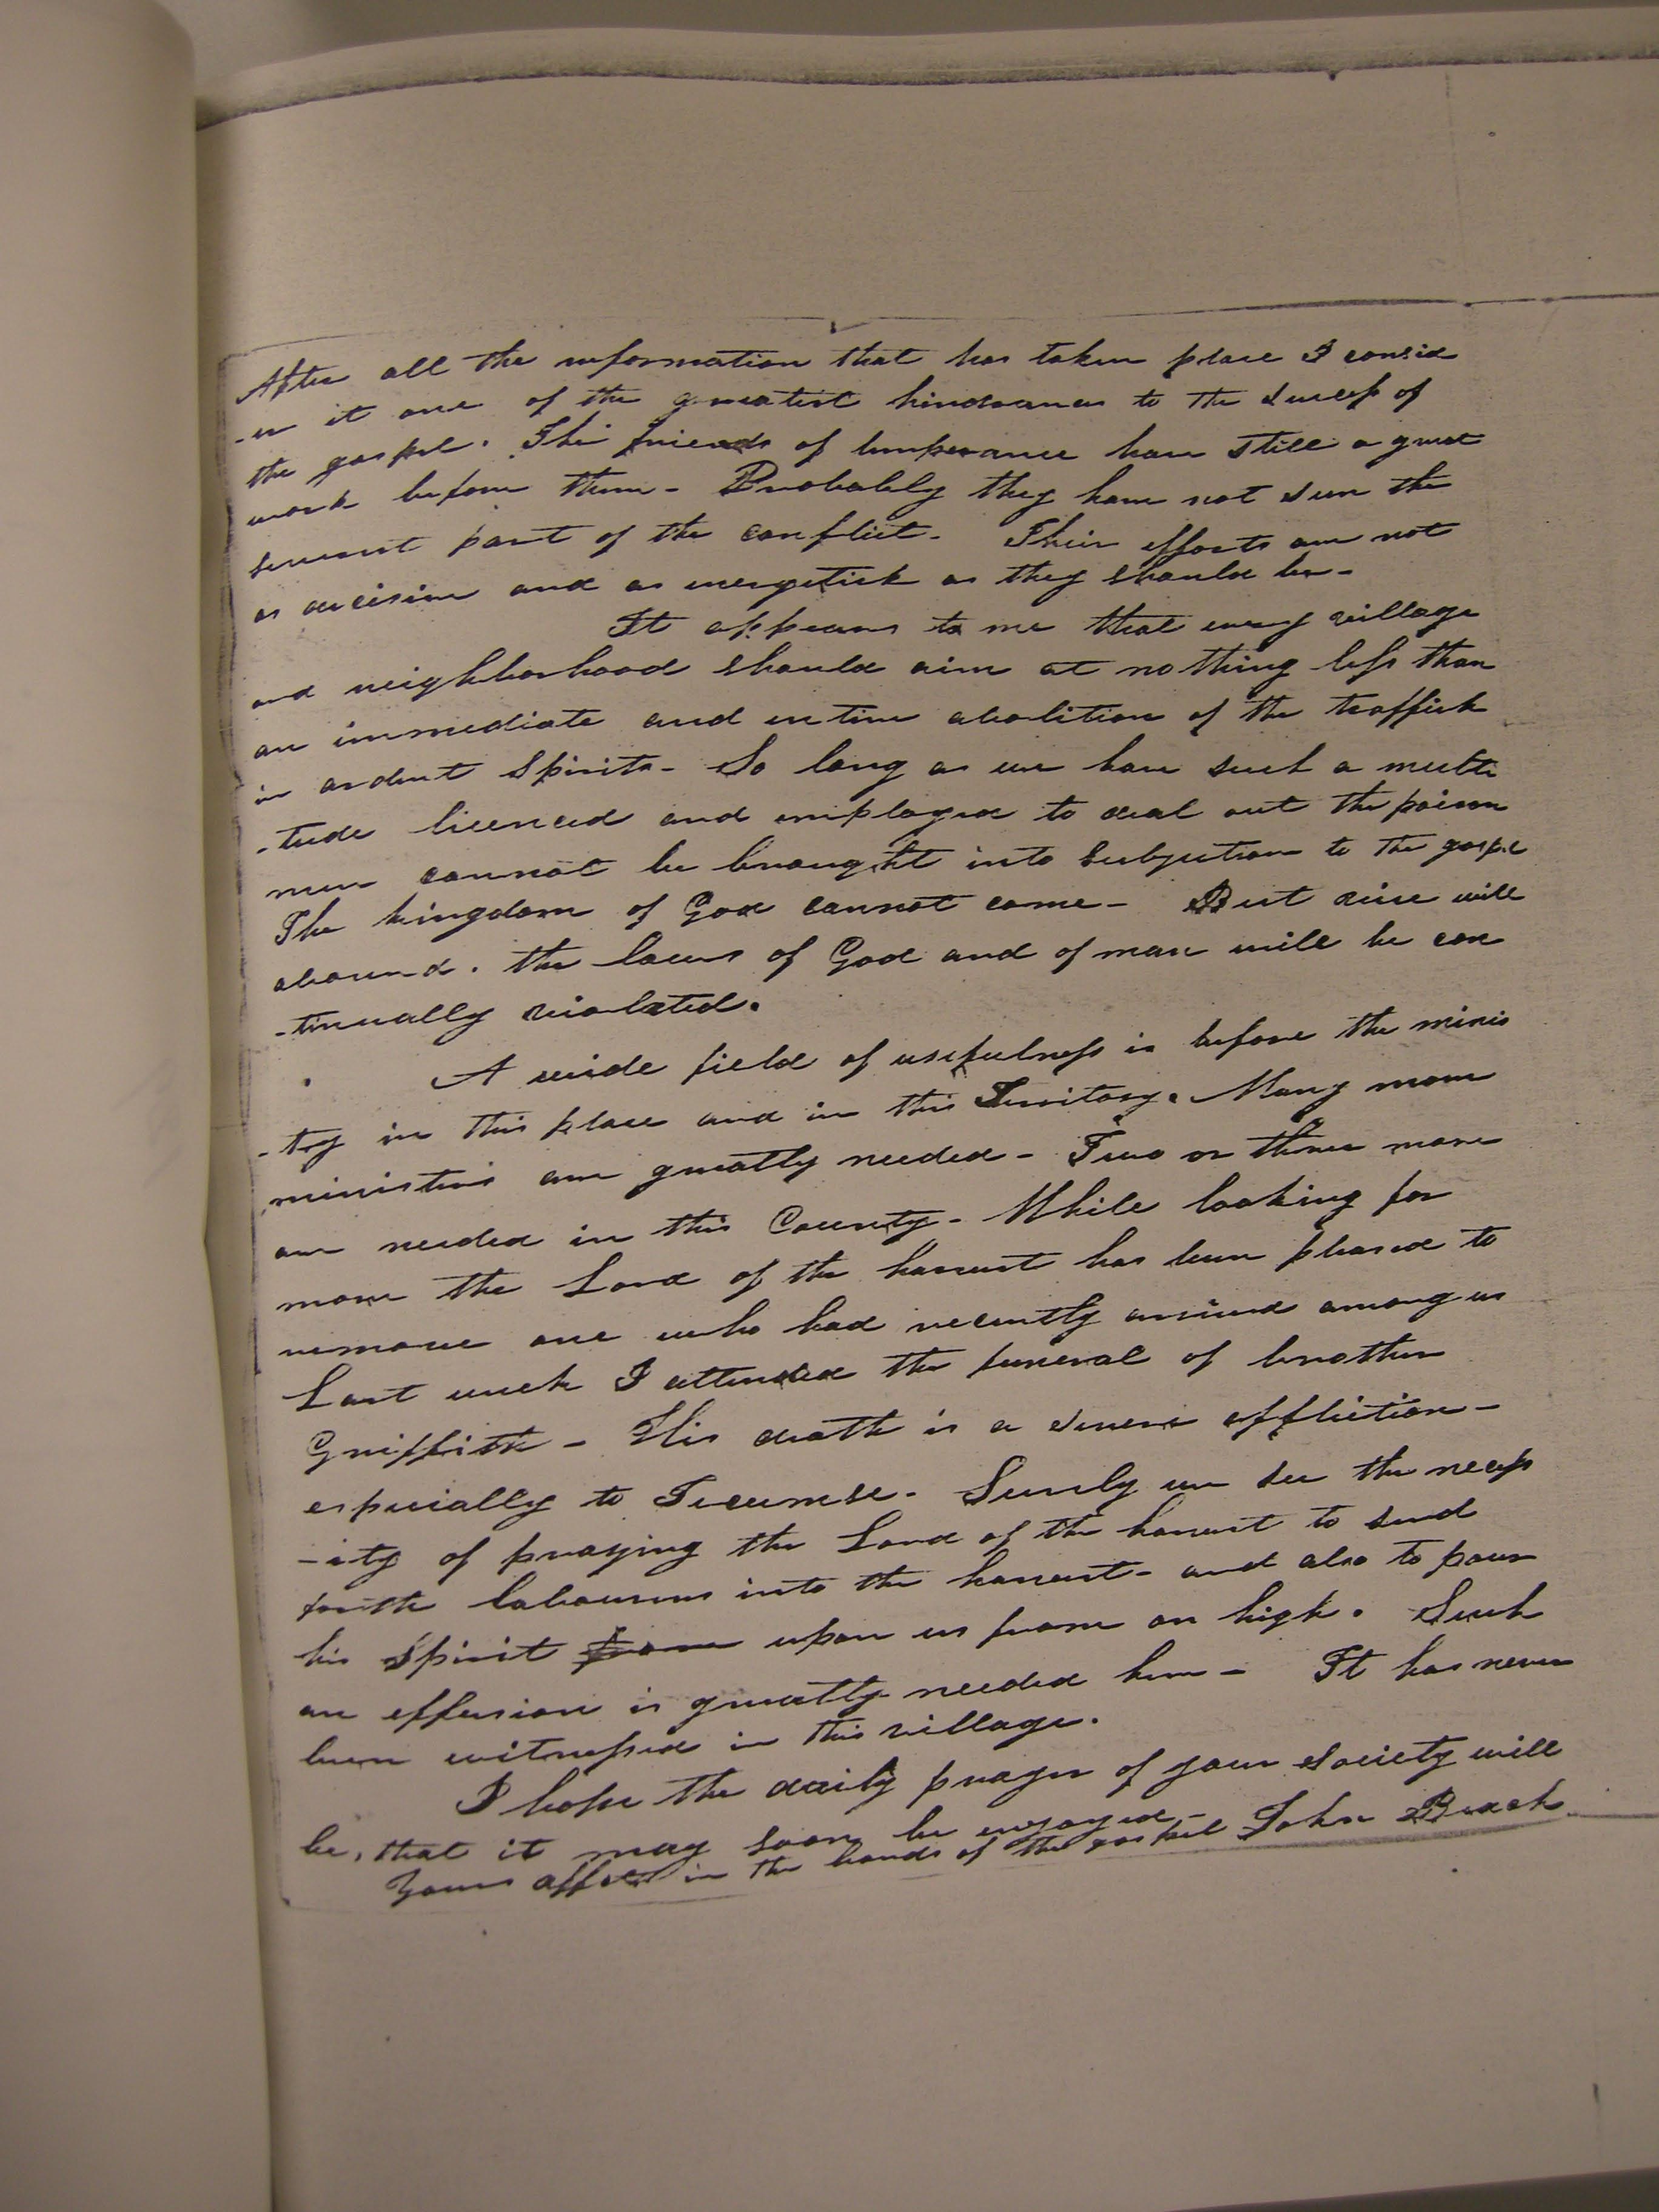 After all the reformation that has taken place I consid
-er it one of the greatest hindrances to the sweep of
the gospel. The friends of temperance have still a great
work before them - Probably they have not seen the
severest part of the conflict. Their efforts are not
as decisive and as energetick as they should be -
It appears to me that every village
and neighborhood should aim at nothing less than
an immediate and entire abolition of the traffick
in ardent Spirits - So long as we have such a multi
-tude licenced and employed to deal out the poison
men cannot be brought into subjection to the gospel
The kingdom of God cannot come - But vice will
abound. the laws of God and of man will be con
-tinually violated.
A wide field of usefulness is before the minis
-try in this place and in this Territory. Many more
ministers are greatly needed - Two or three more
are needed in this County - While looking for
more the Lord of the harvest has been pleased to
remove one who had recently arrived among us
Last week I attended the funeral of brother
Griffith - His death is a severe affliction -
especially to Tecumse. Surely we see the necess
-ity of praying the Lord of the harvest to send
forth labourers into the harvest - and also to pour
his Spirit from upon us from on high. Such
an effusion is greatly needed here - It has never
been witnessed in this village.
I hope the daily prayer of your Society will
be, that it may soon be enjoyed -
Yours affect in the bonds of the gospel John Beach